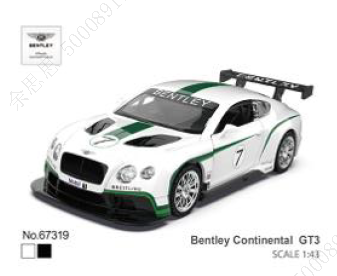 BENTLEY
BENTLEY
7
7
BREITLING
No.67319
Bentley Continental GT3
SCALE 1:43